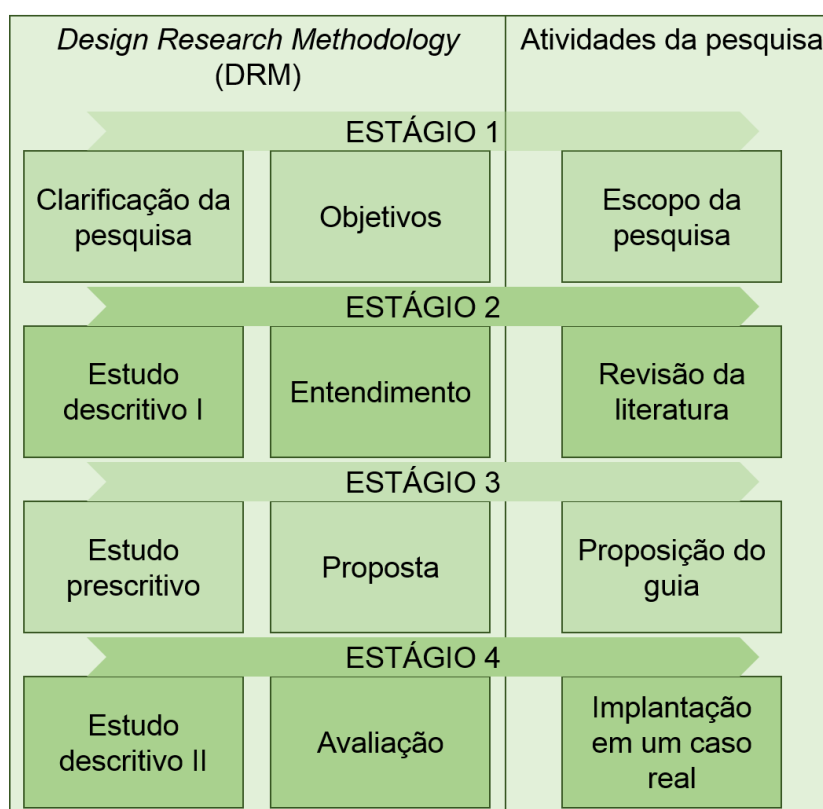 Design Research Methodology
(DRM)
Atividades da pesquisa
ESTÁGIO 1
Clarificação da
pesquisa
Objetivos
Escopo da
pesquisa
ESTÁGIO 2
Estudo
descritivo I
Entendimento
Revisão da
literatura
ESTÁGIO 3
Estudo
prescritivo
Proposta
Proposição do
guia
ESTÁGIO 4
Estudo
descritivo II
Avaliação
Implantação
em um caso
real